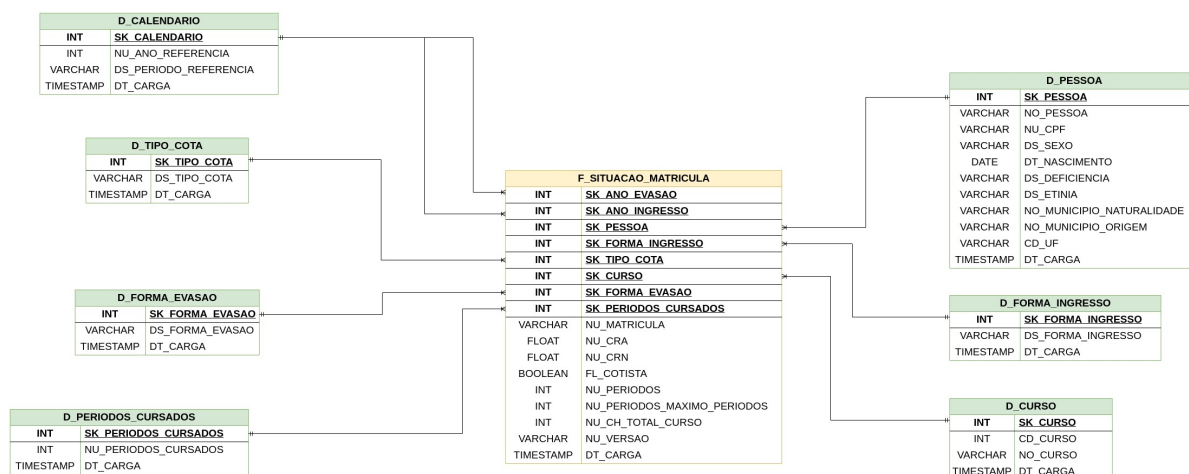 D_CALENDARIO
INT SK_CALENDARIO
INT NU_ANO_REFERENCIA
VARCHAR DS_PERIODO_REFERENCIA
TIMESTAMP DT_CARGA
D_TIPO_COTA
INT SK_TIPO_COTA
VARCHAR DS_TIPO_COTA
TIMESTAMP DT_CARGA
D_FORMA_EVASAO
INT SK_FORMA_EVASAO
VARCHAR DS_FORMA_EVASAO
TIMESTAMP DT_CARGA
D_PERIODOS_CURSADOS
INT SK_PERIODOS_CURSADOS
INT NU_PERIODOS_CURSADOS
TIMESTAMP DT_CARGA
F_SITUACAO_MATRICULA
INT SK_ANO_EVASAO
INT SK_ANO_INGRESSO
INT SK_PESSOA
INT SK_FORMA_INGRESSO
INT SK_TIPO_COTA
INT SK_CURSO
INT SK_FORMA_EVASAO
INT SK_PERIODOS_CURSADOS
VARCHAR NU_MATRICULA
FLOAT NU_CRA
FLOAT NU_CRN
BOOLEAN FL_COTISTA
INT NU_PERIODOS
INT NU_PERIODOS_MAXIMO_PERIODOS
INT NU_CH_TOTAL_CURSO
VARCHAR NU_VERSAO
TIMESTAMP DT_CARGA
D_PESSOA
INT SK_PESSOA
VARCHAR NO_PESSOA
VARCHAR NU_CPF
VARCHAR DS_SEXO
DATE DT_NASCIMENTO
VARCHAR DS_DEFICIENCIA
VARCHAR DS_ETINIA
VARCHAR NO_MUNICIPIO_NATURALIDADE
VARCHAR NO_MUNICIPIO_ORIGEM
VARCHAR CD_UF
TIMESTAMP DT_CARGA
D_FORMA_INGRESSO
INT SK_FORMA_INGRESSO
VARCHAR DS_FORMA_INGRESSO
TIMESTAMP DT_CARGA
D_CURSO
INT SK_CURSO
INT CD_CURSO
VARCHAR NO_CURSO
TIMESTAMP DT_CARGA